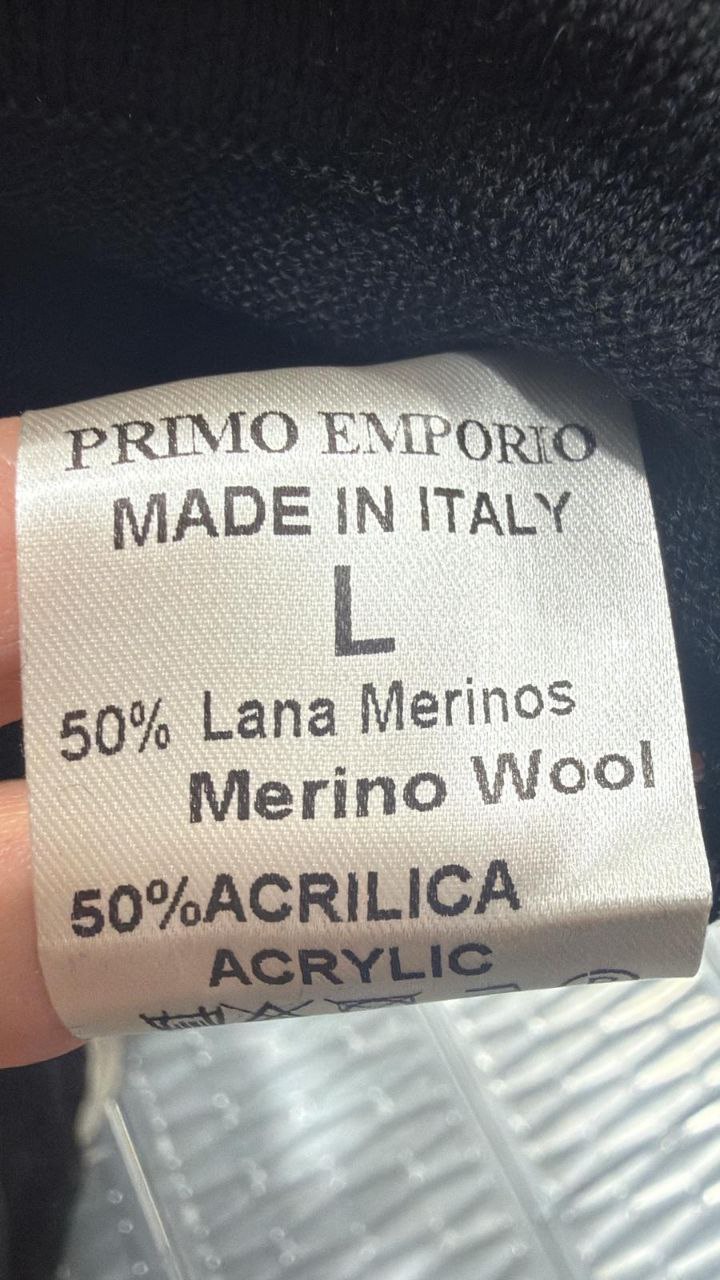 PRIMO EMPORIO
MADE IN ITALY
L
50% Lana Merinos
Merino Wool
50%ACRILICA
ACRYLIC